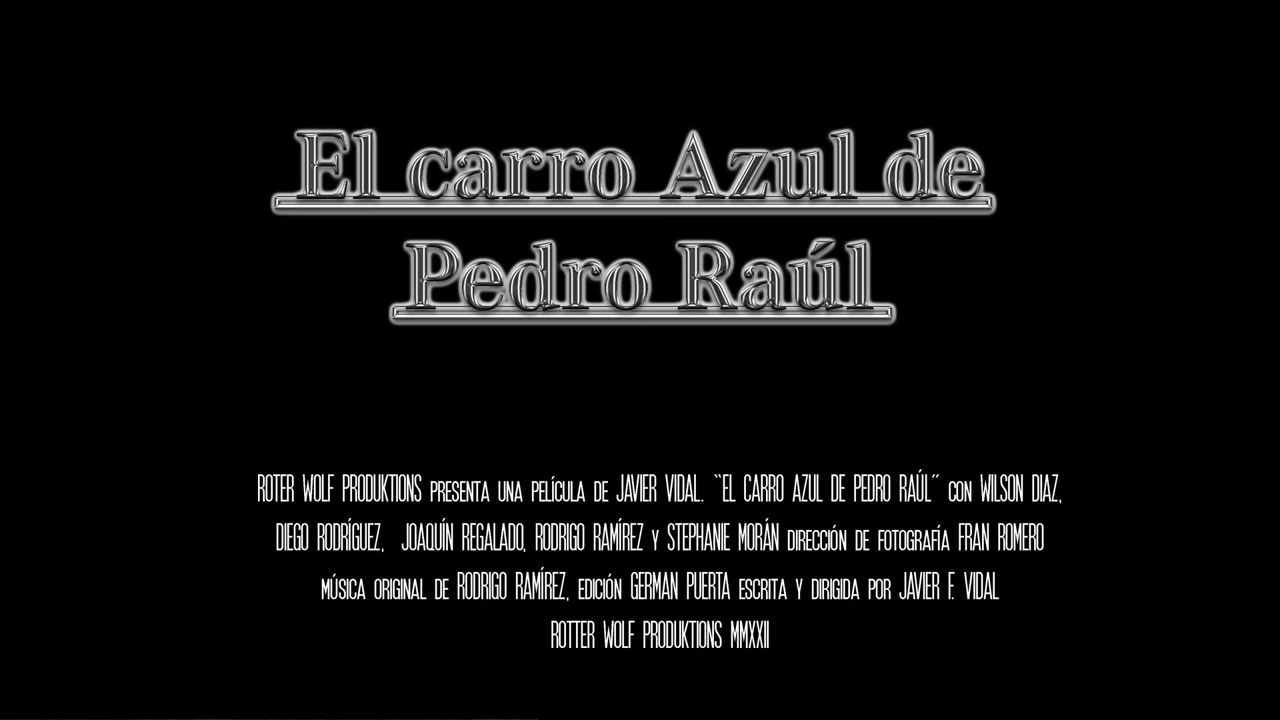 El carro Azul de
Pedro Raúl
ROTER WOLF PRODUKTIONS PRESENTA UNA PELÍCULA DE JAVIER VIDAL. “EL CARRO AZUL DE PEDRO RAÚL” CON WILSON DIAZ,
DIEGO RODRÍGUEZ, JOAQUÍN REGALADO, RODRIGO RAMÍREZ Y STEPHANIE MORÁN DIRECCIÓN DE FOTOGRAFÍA FRAN ROMERO
MÚSICA ORIGINAL DE RODRIGO RAMÍREZ, EDICIÓN GERMAN PUERTA ESCRITA Y DIRIGIDA POR JAVIER F. VIDAL
ROTTER WOLF PRODUKTIONS MMXXII